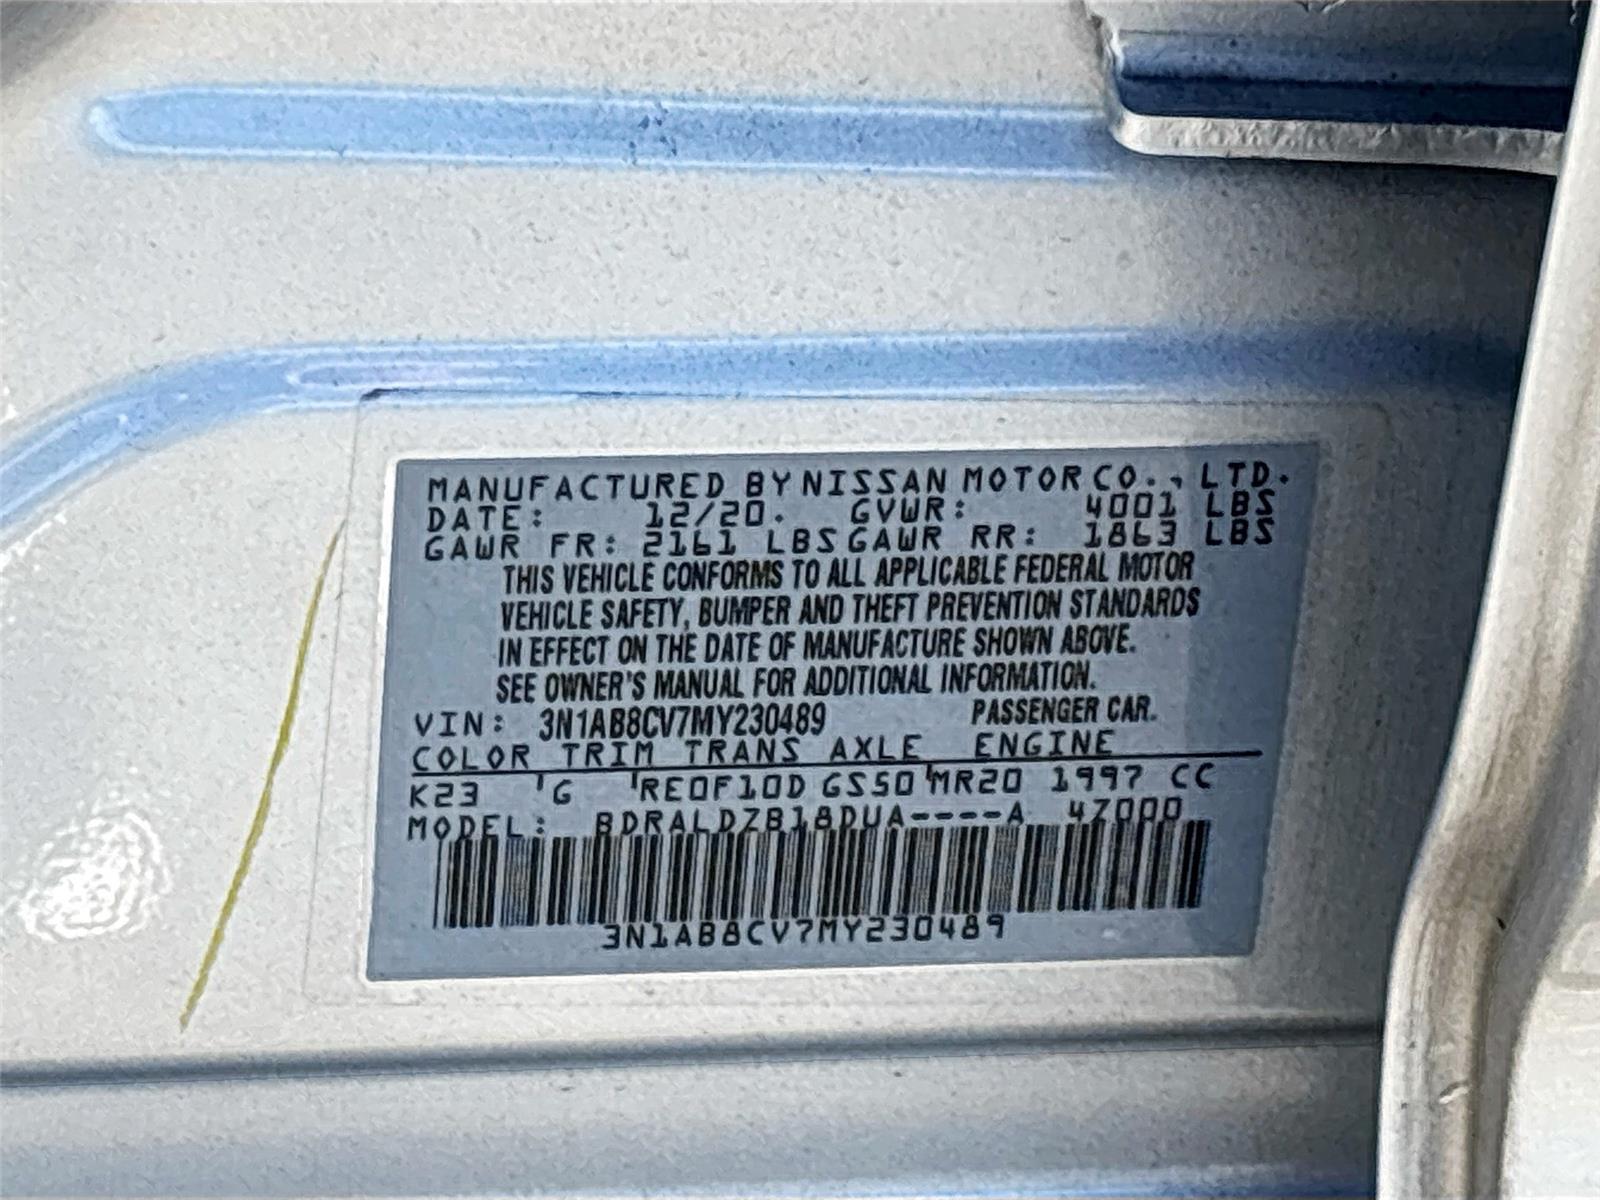 MANUFACTURED BY NISSAN MOTOR CO., LTD.
DATE: 12/20. GVWR: 4001 LBS
GAWR FR: 2161 LBS GAWR RR: 1863 LBS
THIS VEHICLE CONFORMS TO ALL APPLICABLE FEDERAL MOTOR
VEHICLE SAFETY, BUMPER AND THEFT PREVENTION STANDARDS
IN EFFECT ON THE DATE OF MANUFACTURE SHOWN ABOVE.
SEE OWNER'S MANUAL FOR ADDITIONAL INFORMATION.
VIN: 3N1AB8CV7MY230489 PASSENGER CAR.
COLOR TRIM TRANS AXLE ENGINE
K23 G RE0F10D GS50 MR20 1997 CC
MODEL: BDRALDZB18DUA----A 4Z000
3N1AB8CV7MY230489